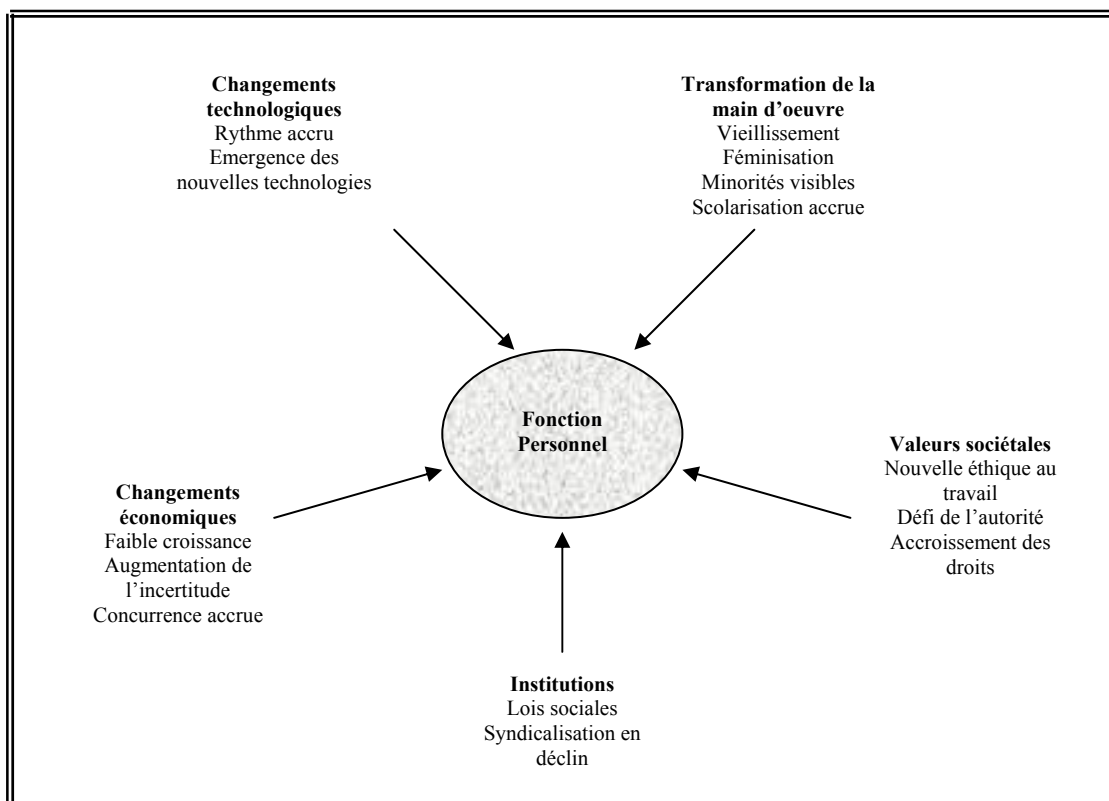 Changements
technologiques
Rythme accru
Emergence des
nouvelles technologies
Transformation de la
main d'oeuvre
Vieillissement
Féminisation
Minorités visibles
Scolarisation accrue
Fonction
Personnel
Valeurs sociétales
Nouvelle éthique au
travail
Défi de l'autorité
Accroissement des
droits
Changements
économiques
Faible croissance
Augmentation de
l'incertitude
Concurrence accrue
Institutions
Lois sociales
Syndicalisation en
déclin